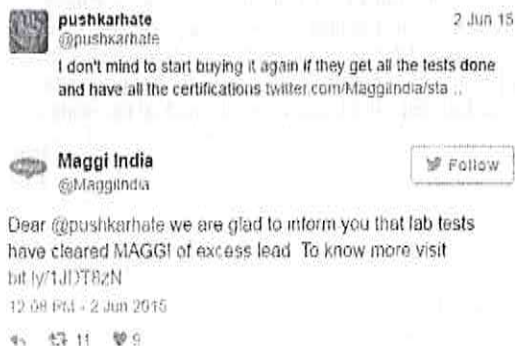 pushkarhate 2 Jun 15
@pushkarhate
I don't mind to start buying it again if they get all the tests done
and have all the certifications twitter.com/MaggiIndia/sta ..
Maggi India Follow
@MaggiIndia
Dear @pushkarhate we are glad to inform you that lab tests
have cleared MAGGI of excess lead To know more visit
bit ly/1JDT8zN
12:08 PM - 2 Jun 2015
11 9